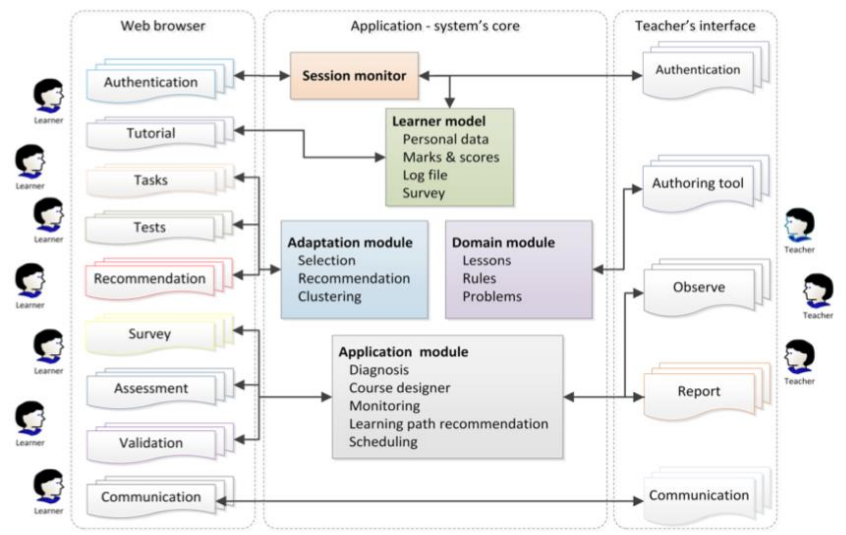 Web browser
Application - system's core
Teacher's interface
Authentication
Session monitor
Authentication
Learner
Tutorial
Learner model
Personal data
Marks & scores
Log file
Survey
Learner
Tasks
Authoring tool
Learner
Tests
Teacher
Adaptation module
Selection
Recommendation
Clustering
Domain module
Lessons
Rules
Problems
Recommendation
Learner
Observe
Teacher
Survey
Learner
Application module
Diagnosis
Course designer
Monitoring
Learning path recommendation
Scheduling
Teacher
Assessment
Report
Learner
Validation
Communication
Communication
Learner